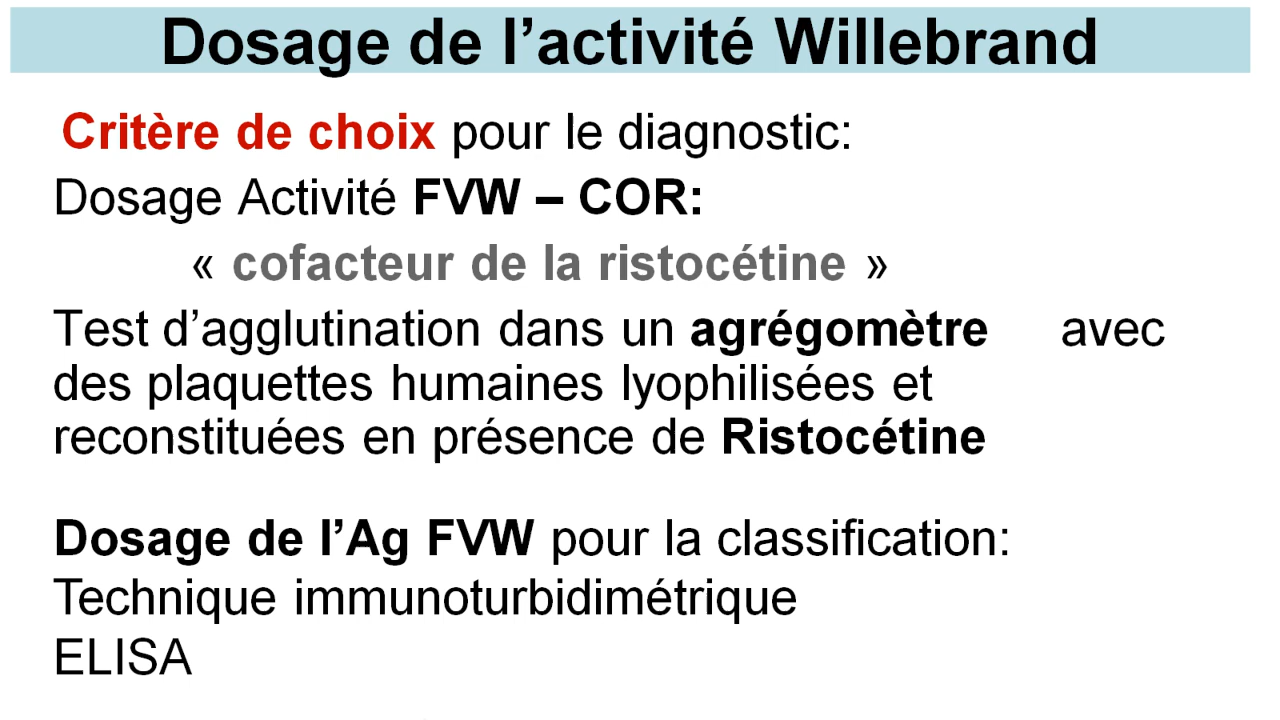 Dosage de l’activité Willebrand
Critère de choix pour le diagnostic:
Dosage Activité FVW – COR:
« cofacteur de la ristocétine »
Test d’agglutination dans un agrégomètre avec
des plaquettes humaines lyophilisées et
reconstituées en présence de Ristocétine
Dosage de l’Ag FVW pour la classification:
Technique immunoturbidimétrique
ELISA